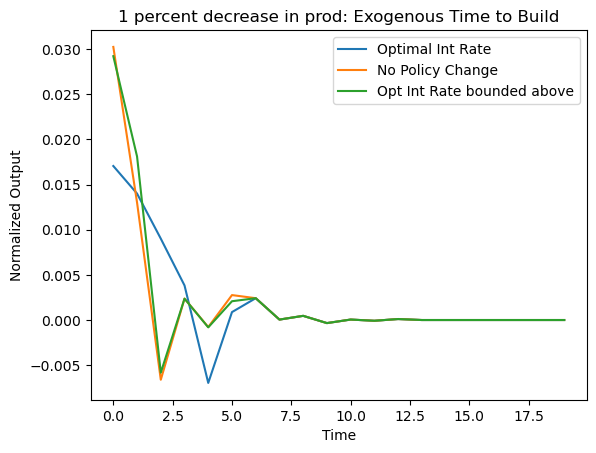 1 percent decrease in prod: Exogenous Time to Build
Optimal Int Rate
No Policy Change
Opt Int Rate bounded above
0.030
0.025
0.020
0.015
0.010
0.005
0.000
−0.005
Normalized Output
0.0 2.5 5.0 7.5 10.0 12.5 15.0 17.5
Time